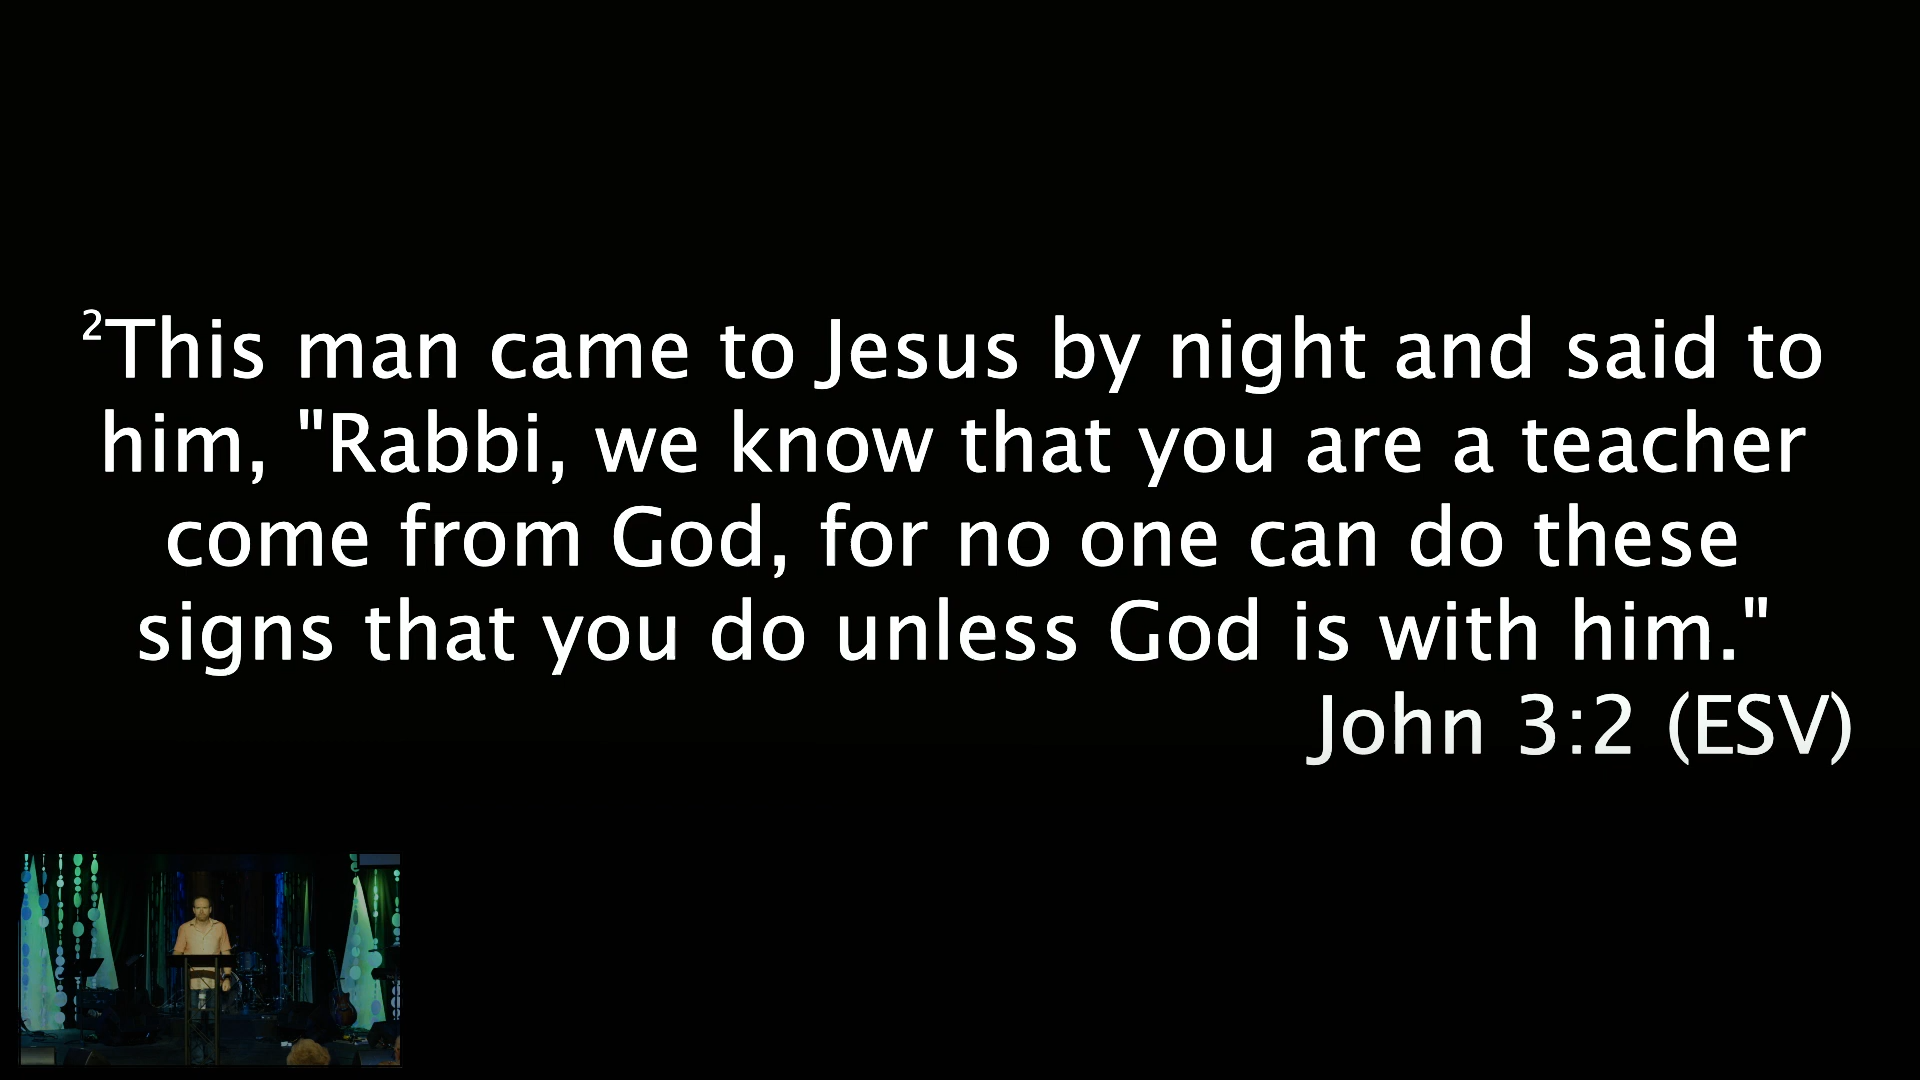 ²This man came to Jesus by night and said to
him, "Rabbi, we know that you are a teacher
come from God, for no one can do these
signs that you do unless God is with him."
John 3:2 (ESV)